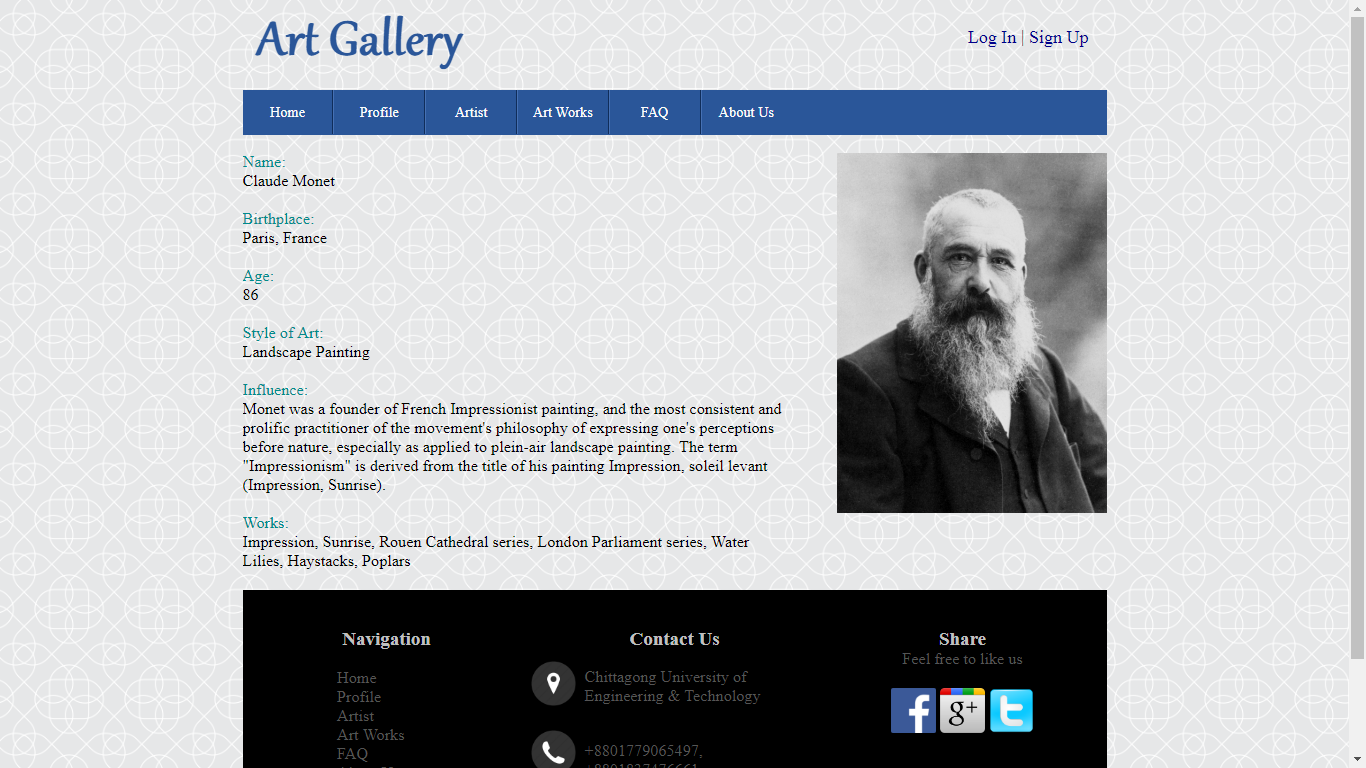 Art Gallery
Log In | Sign Up
Home
Profile
Artist
Art Works
FAQ
About Us
Name:
Claude Monet
Birthplace:
Paris, France
Age:
86
Style of Art:
Landscape Painting
Influence:
Monet was a founder of French Impressionist painting, and the most consistent and
prolific practitioner of the movement's philosophy of expressing one's perceptions
before nature, especially as applied to plein-air landscape painting. The term
"Impressionism" is derived from the title of his painting Impression, soleil levant
(Impression, Sunrise).
Works:
Impression, Sunrise, Rouen Cathedral series, London Parliament series, Water
Lilies, Haystacks, Poplars
Navigation
Home
Profile
Artist
Art Works
FAQ
Contact Us
Chittagong University of
Engineering & Technology
+8801779065497,
Share
Feel free to like us
f
g+
t